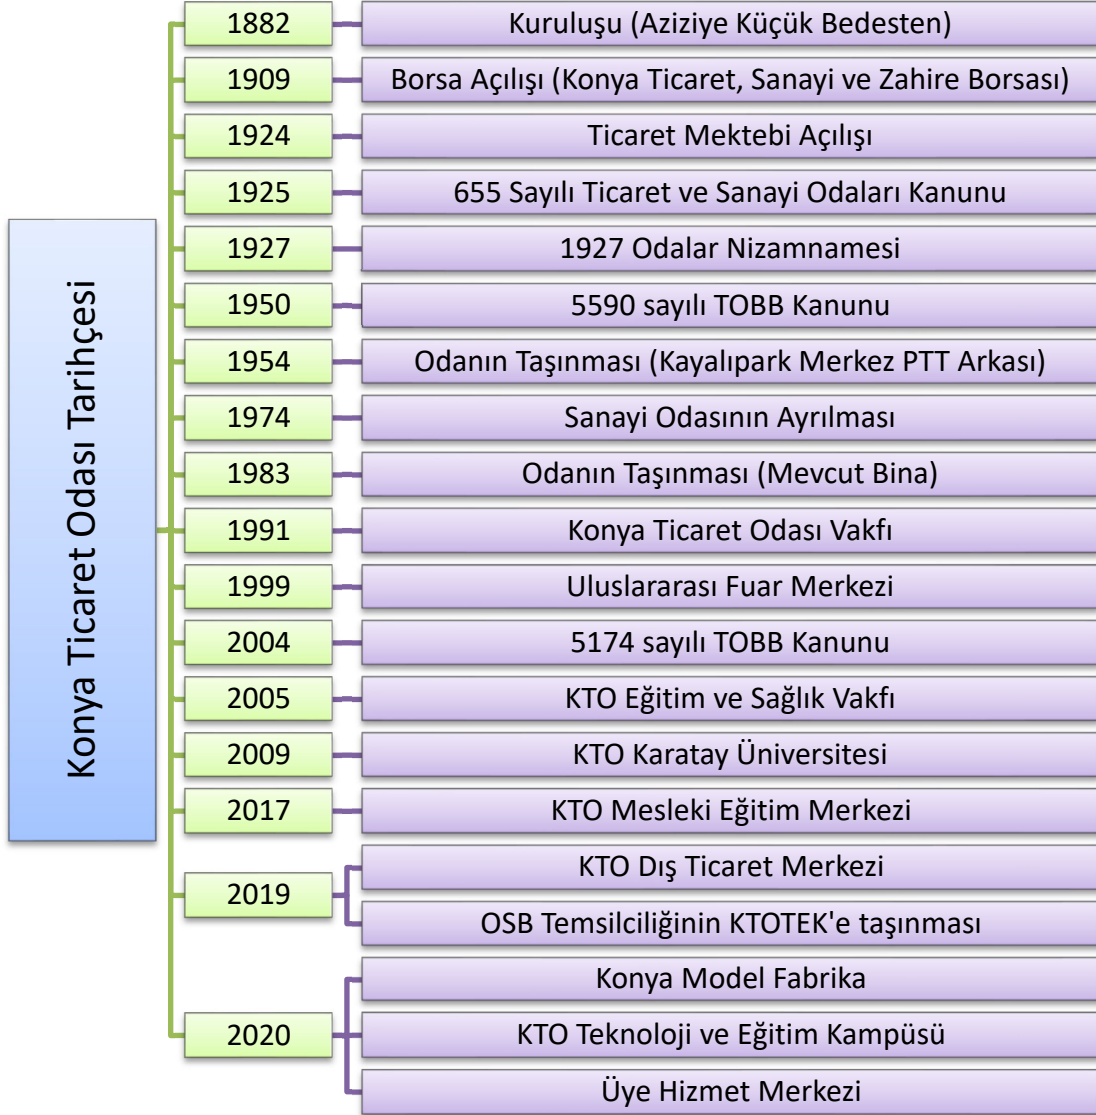 Konya Ticaret Odası Tarihçesi
1882
Kuruluşu (Aziziye Küçük Bedesten)
1909
Borsa Açılışı (Konya Ticaret, Sanayi ve Zahire Borsası)
1924
Ticaret Mektebi Açılışı
1925
655 Sayılı Ticaret ve Sanayi Odaları Kanunu
1927
1927 Odalar Nizamnamesi
1950
5590 sayılı TOBB Kanunu
1954
Odanın Taşınması (Kayalıpark Merkez PTT Arkası)
1974
Sanayi Odasının Ayrılması
1983
Odanın Taşınması (Mevcut Bina)
1991
Konya Ticaret Odası Vakfı
1999
Uluslararası Fuar Merkezi
2004
5174 sayılı TOBB Kanunu
2005
KTO Eğitim ve Sağlık Vakfı
2009
KTO Karatay Üniversitesi
2017
KTO Mesleki Eğitim Merkezi
2019
KTO Dış Ticaret Merkezi
OSB Temsilciliğinin KTOTEK'e taşınması
2020
Konya Model Fabrika
KTO Teknoloji ve Eğitim Kampüsü
Üye Hizmet Merkezi